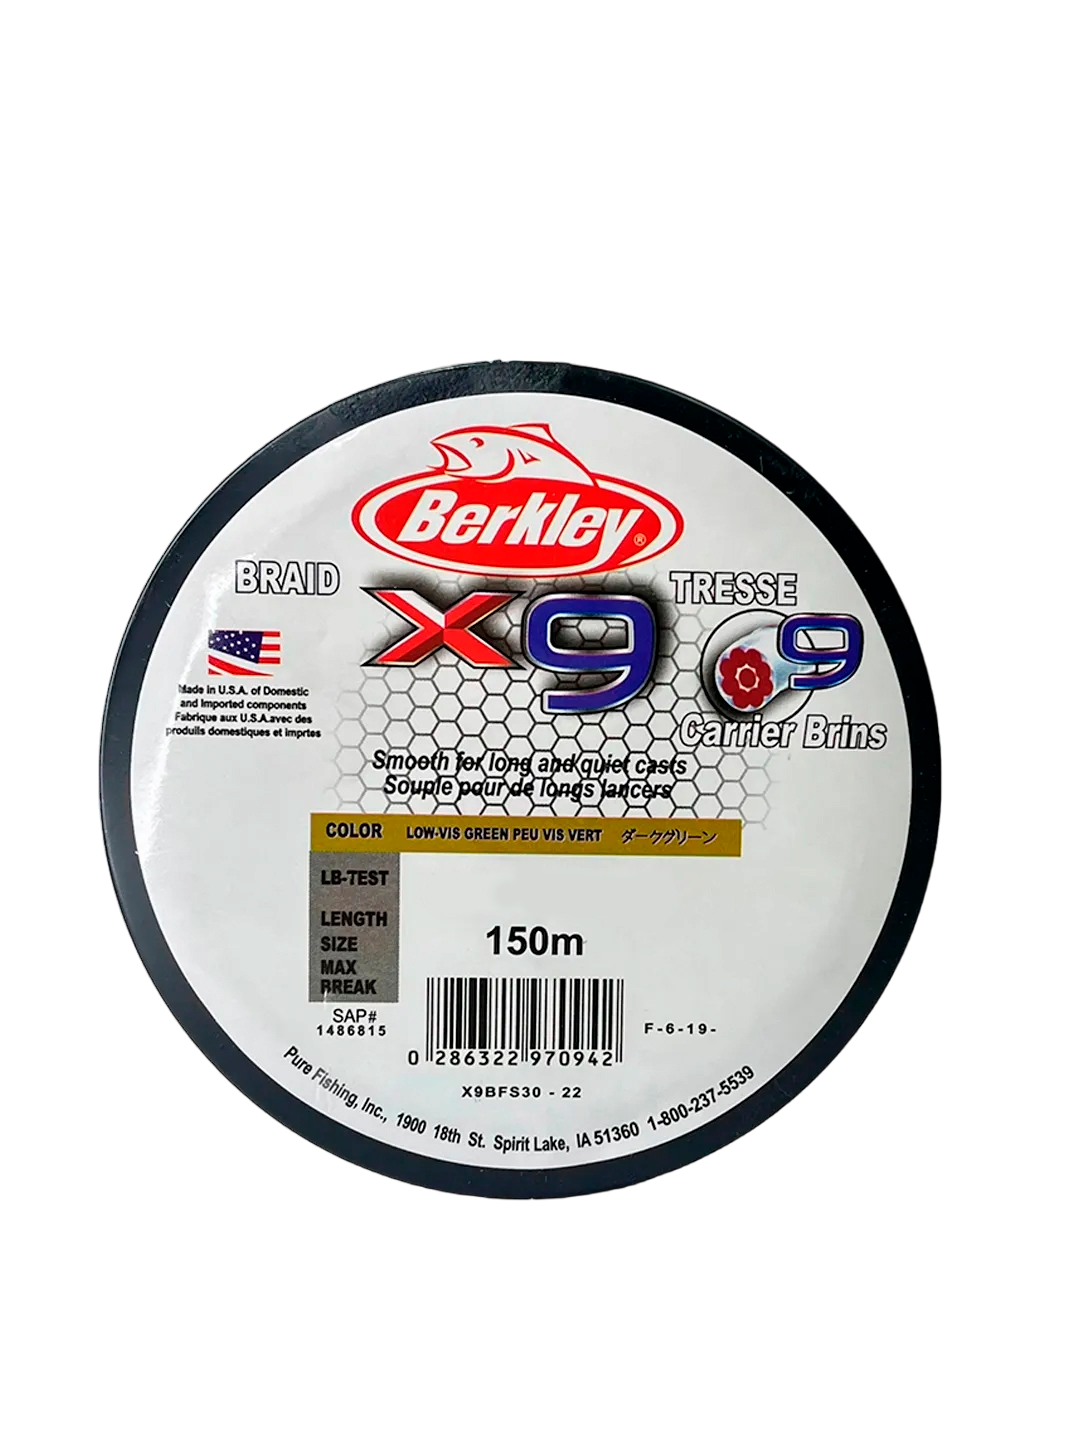 Berkley®
BRAID
X9
TRESSE
9
Carrier Brins
Made in U.S.A. of Domestic
and Imported components
Fabrique aux U.S.A.avec des
produils domestiques et imprtes
Smooth for long and quiet casts
Souple pour de longs lancers
COLOR LOW-VIS GREEN PEU VIS VERT ダークグリーン
LB-TEST
LENGTH
150m
SIZE
MAX
BREAK
SAP#
1486815
0 286322 970942
F-6-19-
X9BFS30 - 22
Pure Fishing, Inc., 1900 18th St. Spirit Lake, IA 51360 1-800-237-5539